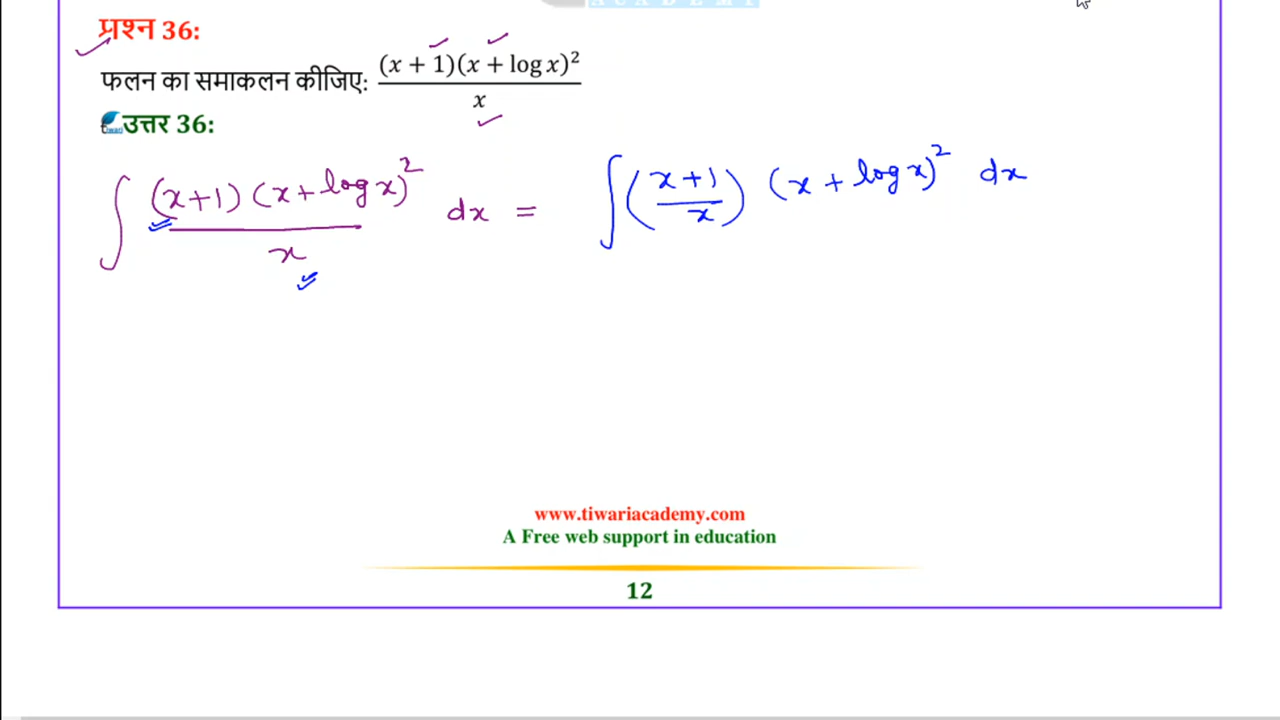 ACADEMY
प्रश्न 36:
फलन का समाकलन कीजिए: (x + 1)(x + log x)² / x
उत्तर 36:
∫ (x+1) (x+log x)² / x dx = ∫ (x+1 / x) (x + log x)² dx
www.tiwariacademy.com
A Free web support in education
12